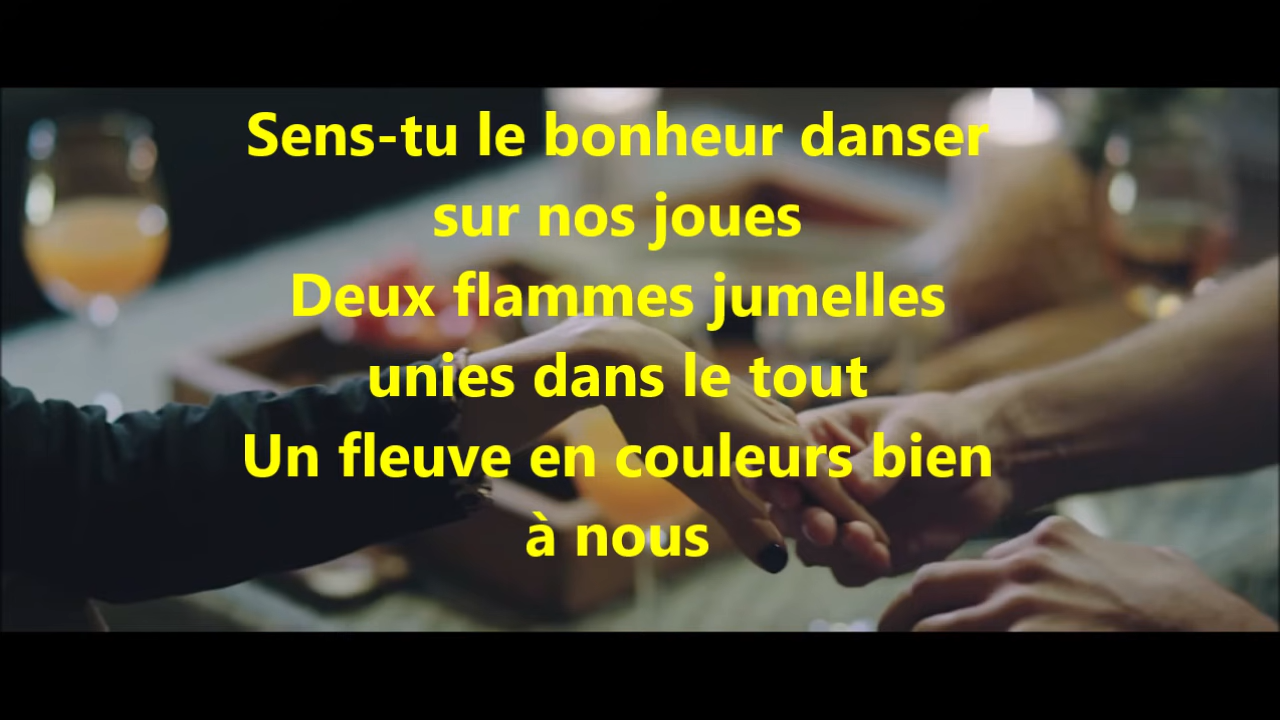 Sens-tu le bonheur danser
sur nos joues
Deux flammes jumelles
unies dans le tout
Un fleuve en couleurs bien
à nous